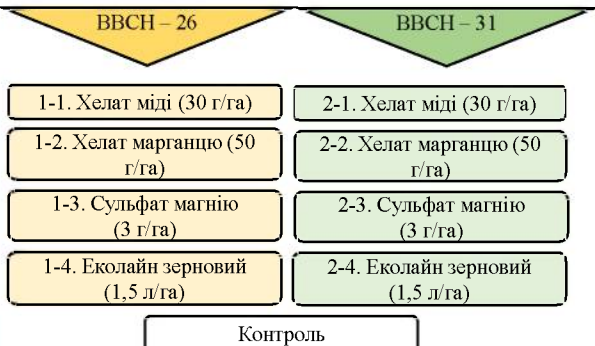 ВВСН – 26
ВВСН – 31
1-1. Хелат міді (30 г/га)
2-1. Хелат міді (30 г/га)
1-2. Хелат марганцю (50
г/га)
2-2. Хелат марганцю (50
г/га)
1-3. Сульфат магнію
(3 г/га)
2-3. Сульфат магнію
(3 г/га)
1-4. Еколайн зерновий
(1,5 л/га)
2-4. Еколайн зерновий
(1,5 л/га)
Контроль